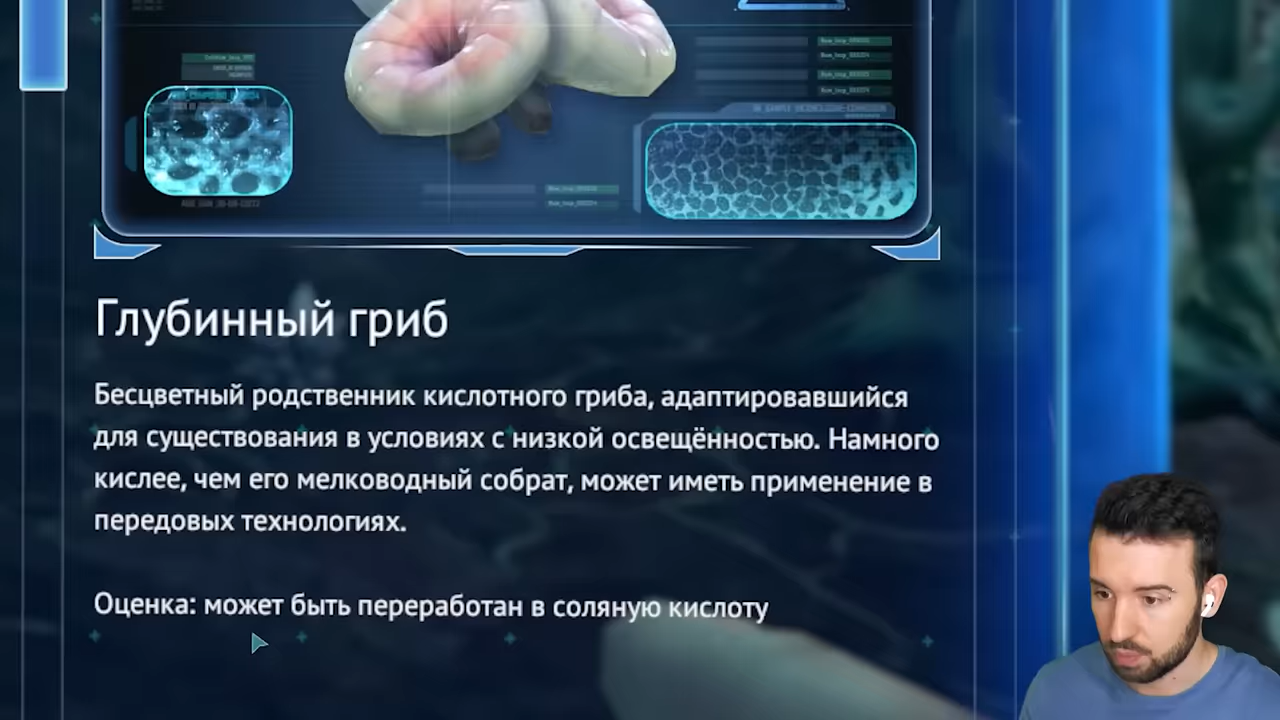 Глубинный гриб
Бесцветный родственник кислотного гриба, адаптировавшийся
для существования в условиях с низкой освещённостью. Намного
кислее, чем его мелководный собрат, может иметь применение в
передовых технологиях.
Оценка: может быть переработан в соляную кислоту